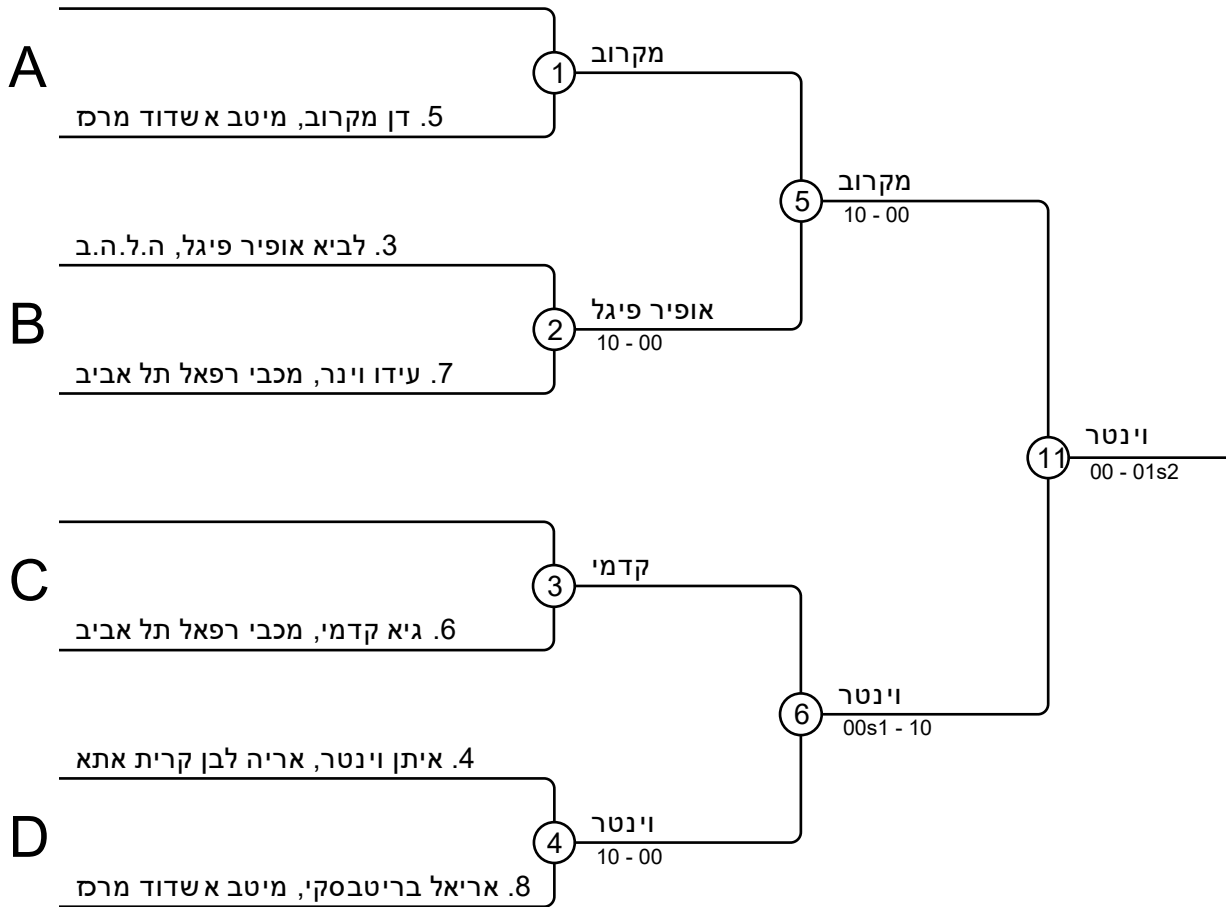 A
1
מקרוב
5. דן מקרוב, מיטב אשדוד מרכז
5
מקרוב
10 - 00
3. לביא אופיר פיגל, ה.ל.ה.ב
B
2
אופיר פיגל
10 - 00
7. עידו וינר, מכבי רפאל תל אביב
11
וינטר
00 - 01s2
C
3
קדמי
6. גיא קדמי, מכבי רפאל תל אביב
6
וינטר
00s1 - 10
4. איתן וינטר, אריה לבן קרית אתא
D
4
וינטר
10 - 00
8. אריאל בריטבסקי, מיטב אשדוד מרכז